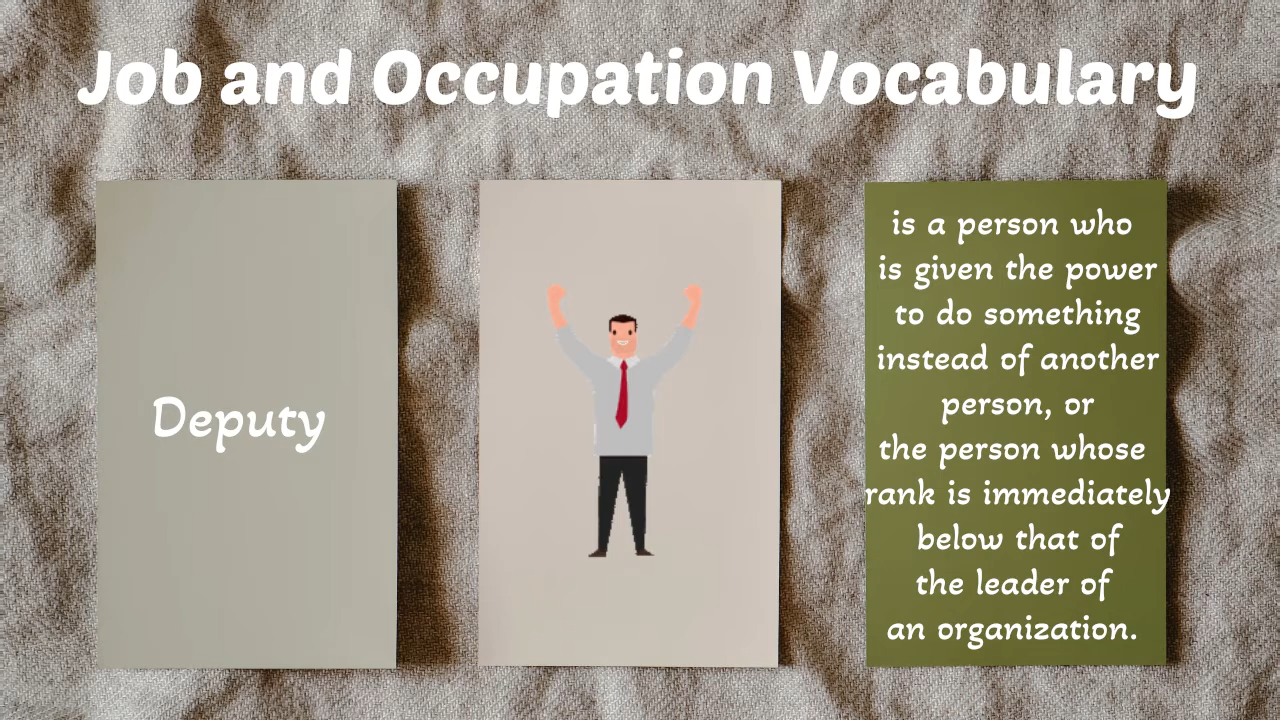 Job and Occupation Vocabulary
Deputy
is a person who
is given the power
to do something
instead of another
person, or
the person whose
rank is immediately
below that of
the leader of
an organization.